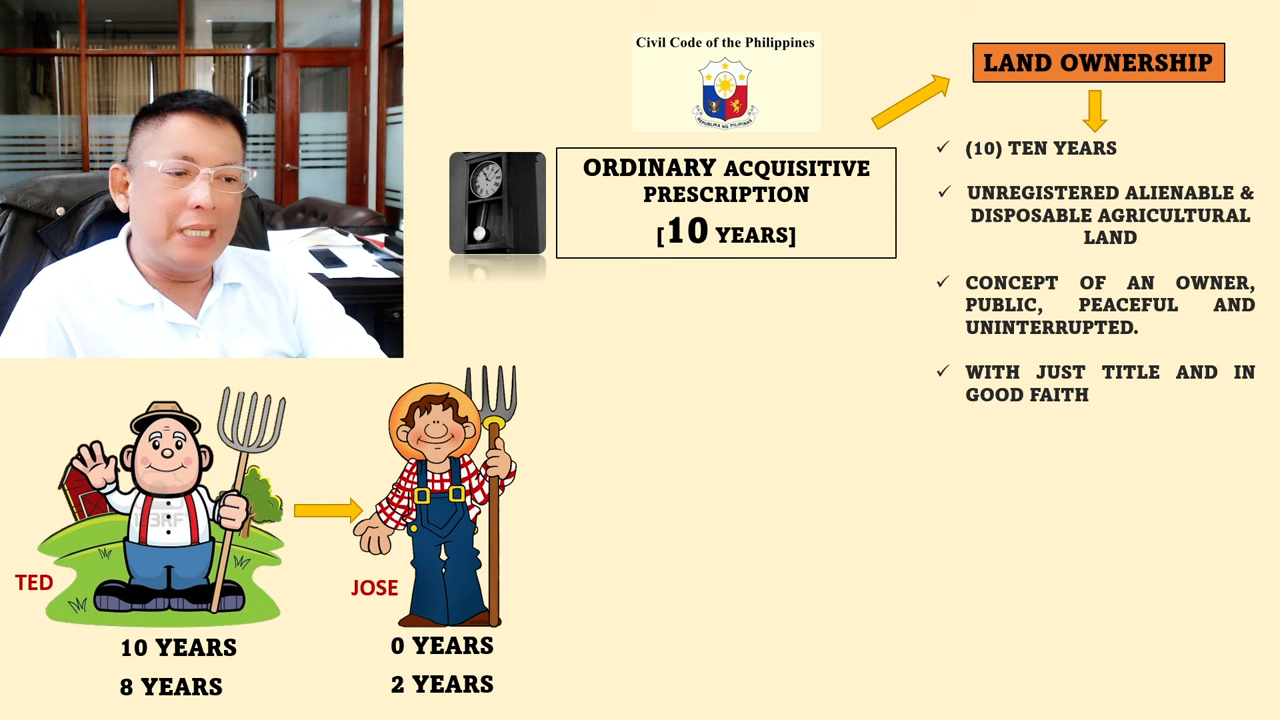 Civil Code of the Philippines
REPUBLIKA NG PILIPINAS
LAND OWNERSHIP
ORDINARY ACQUISITIVE
PRESCRIPTION
[10 YEARS]
✓ (10) TEN YEARS
✓ UNREGISTERED ALIENABLE &
DISPOSABLE AGRICULTURAL
LAND
✓ CONCEPT OF AN OWNER,
PUBLIC, PEACEFUL AND
UNINTERRUPTED.
✓ WITH JUST TITLE AND IN
GOOD FAITH
123RF
TED
JOSE
10 YEARS
0 YEARS
8 YEARS
2 YEARS